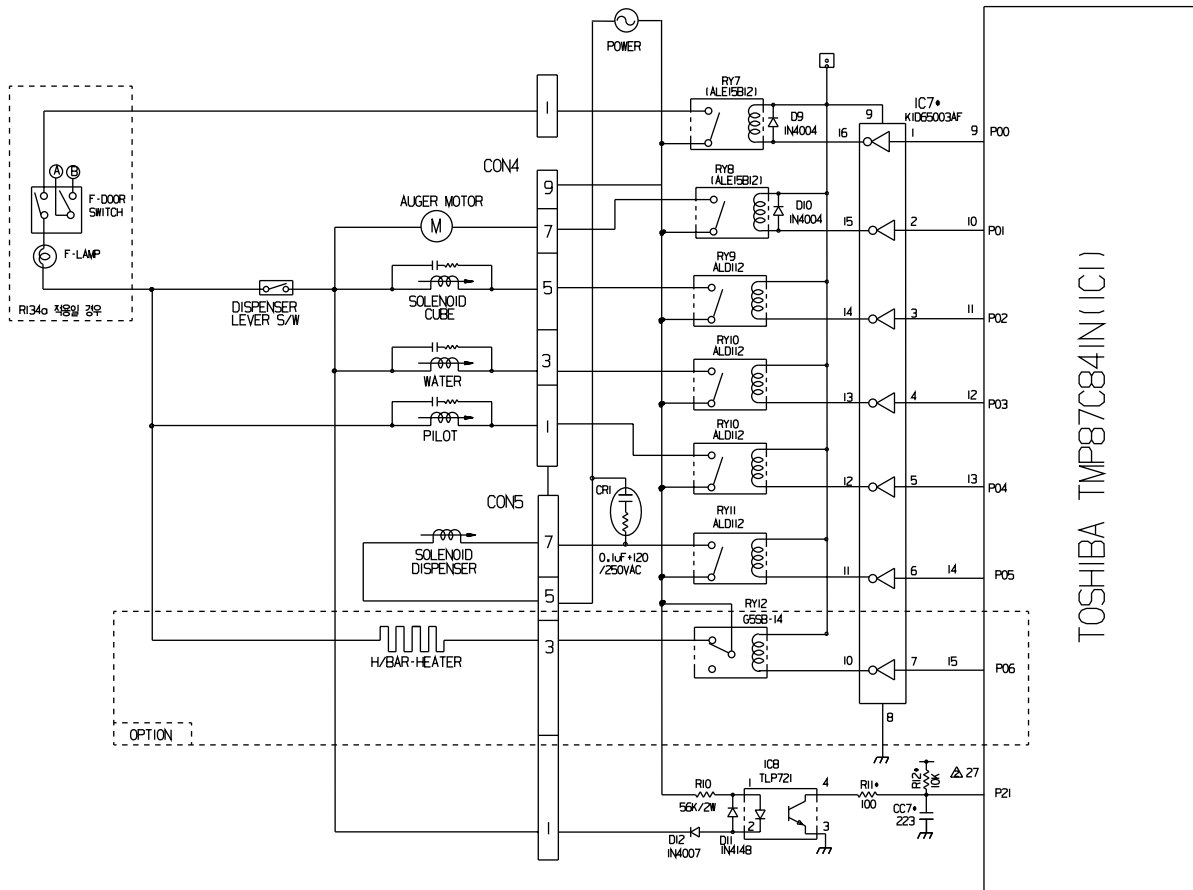 POWER
RY7
(ALE15B12)
D9
IN4004
IC7*
KID65003AF
9
16
1
9
P00
1
CON4
9
7
5
3
1
A
B
F-DOOR
SWITCH
F-LAMP
R134a 적용일 경우
DISPENSER
LEVER S/W
AUGER MOTOR
M
SOLENOID
CUBE
WATER
PILOT
RY8
(ALE15B12)
D10
IN4004
15
2
10
P01
RY9
ALD112
14
3
11
P02
RY10
ALD112
13
4
12
P03
RY10
ALD112
12
5
13
P04
CON5
7
5
3
1
SOLENOID
DISPENSER
CR1
0.1uF+120
/250VAC
RY11
ALD112
11
6
14
P05
RY12
G5SB-14
10
7
15
P06
8
H/BAR-HEATER
OPTION
R10
56K/2W
D12
IN4007
D11
IN4148
IC8
TLP721
1
2
4
3
R11*
100
R12*
10K
CC7*
223
27
P21
TOSHIBA TMP87C841N(IC1)